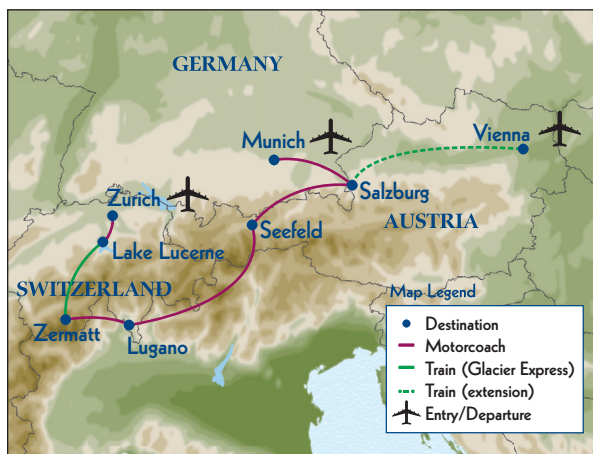 GERMANY
Munich
Vienna
Zurich
Salzburg
AUSTRIA
Seefeld
Lake Lucerne
SWITZERLAND
Zermatt
Lugano
Map Legend
Destination
Motorcoach
Train (Glacier Express)
Train (extension)
Entry/Departure